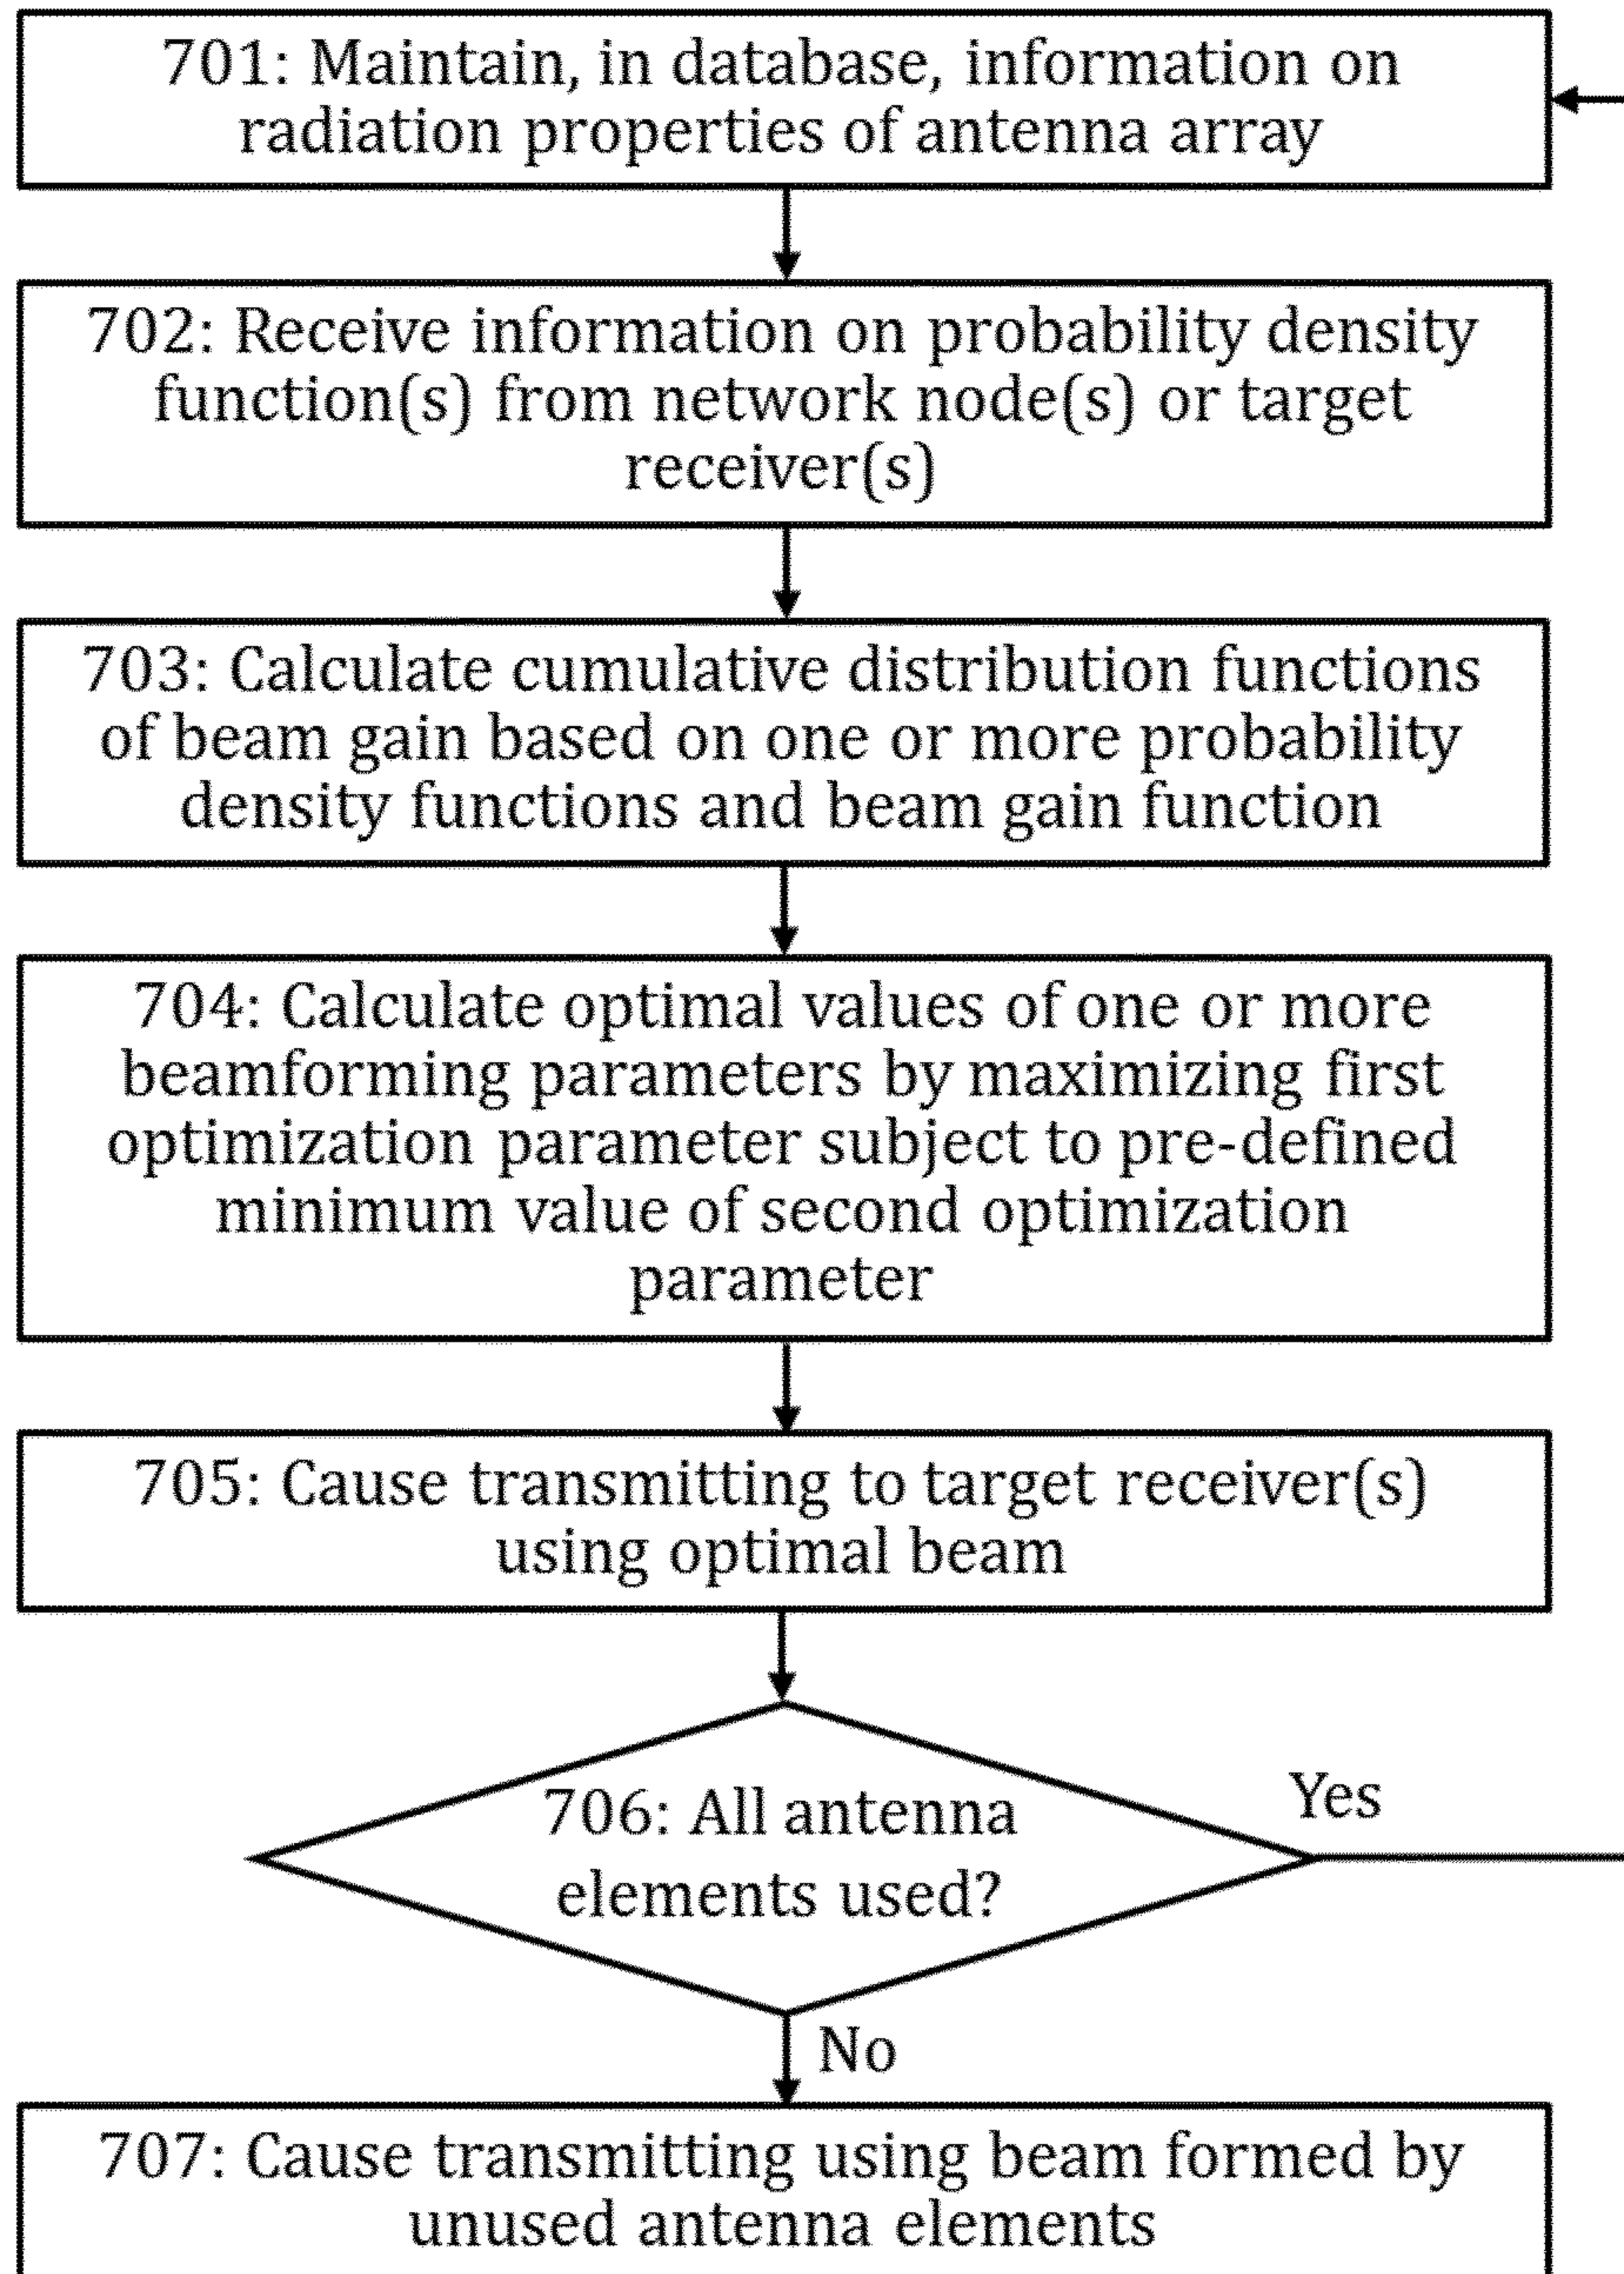 701: Maintain, in database, information on
radiation properties of antenna array
702: Receive information on probability density
function(s) from network node(s) or target
receiver(s)
703: Calculate cumulative distribution functions
of beam gain based on one or more probability
density functions and beam gain function
704: Calculate optimal values of one or more
beamforming parameters by maximizing first
optimization parameter subject to pre-defined
minimum value of second optimization
parameter
705: Cause transmitting to target receiver(s)
using optimal beam
706: All antenna
elements used?
Yes
No
707: Cause transmitting using beam formed by
unused antenna elements